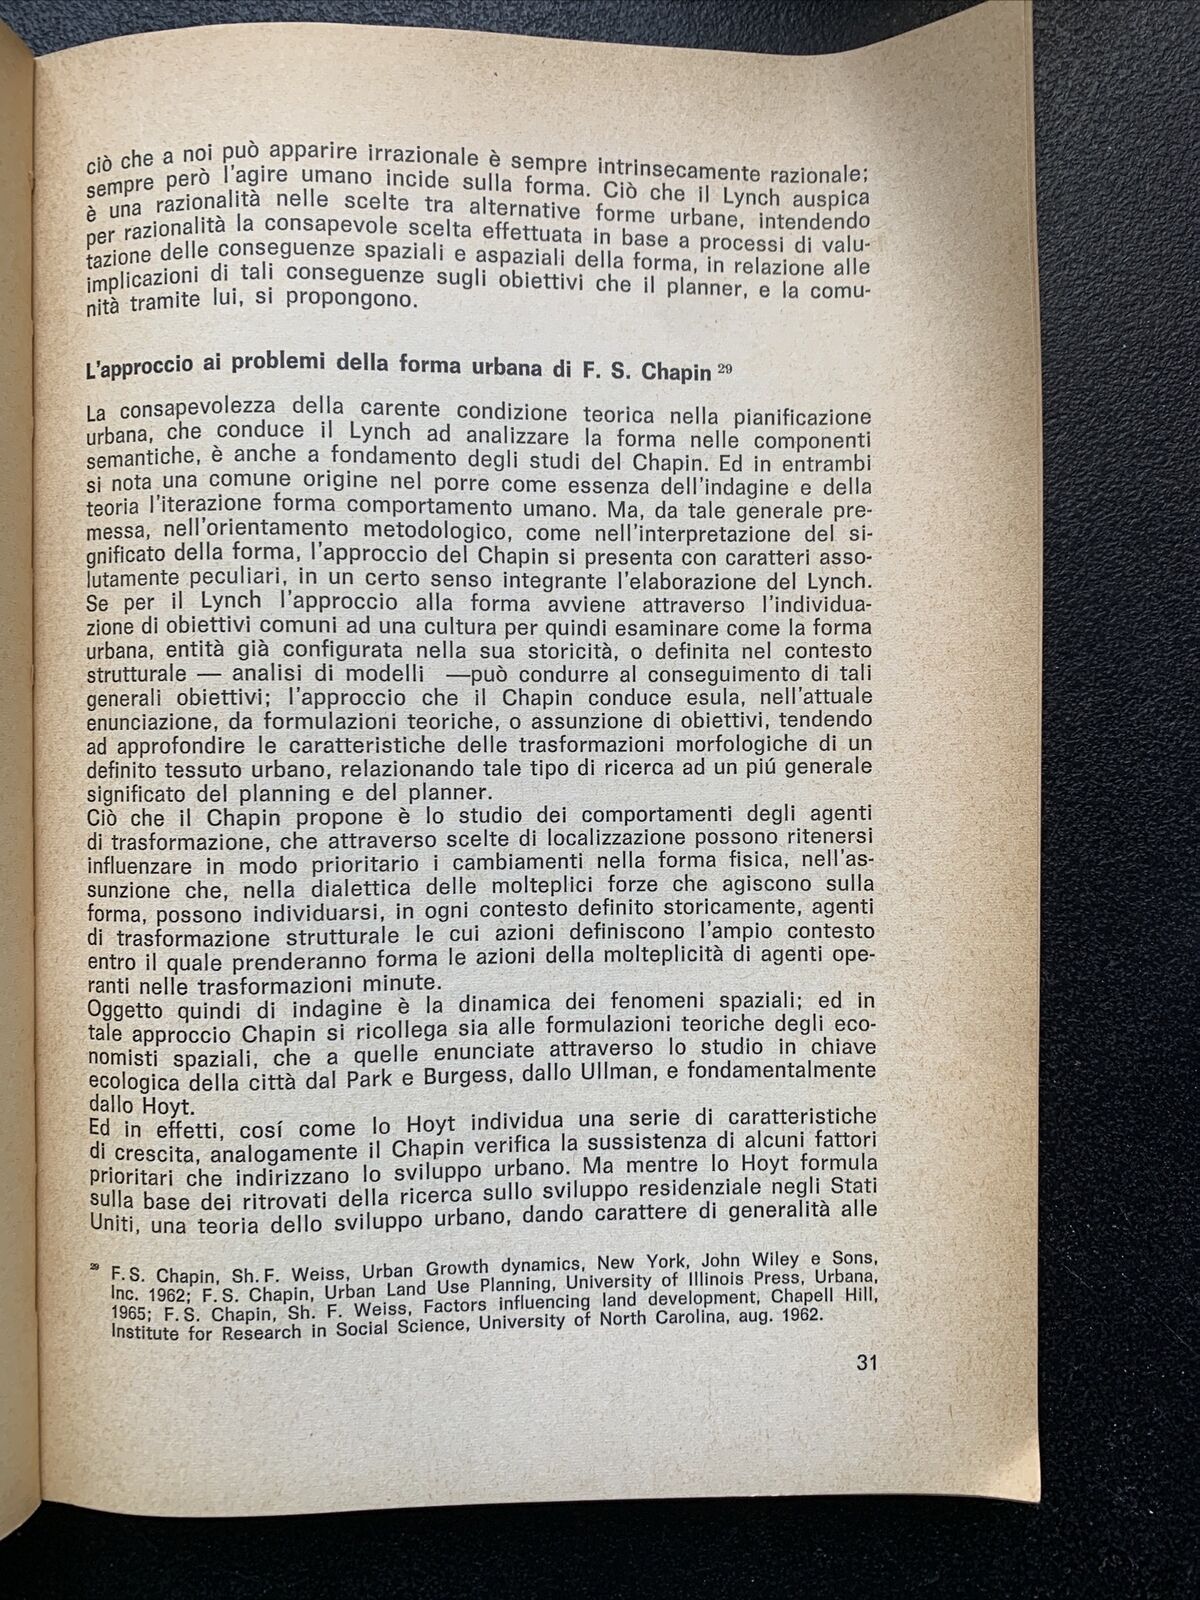 ciò che a noi può apparire irrazionale è sempre intrinsecamente razionale;
sempre però l'agire umano incide sulla forma. Ciò che il Lynch auspica
è una razionalità nelle scelte tra alternative forme urbane, intendendo
per razionalità la consapevole scelta effettuata in base a processi di valu-
tazione delle conseguenze spaziali e aspaziali della forma, in relazione alle
implicazioni di tali conseguenze sugli obiettivi che il planner, e la comu-
nità tramite lui, si propongono.
L'approccio ai problemi della forma urbana di F. S. Chapin 29
La consapevolezza della carente condizione teorica nella pianificazione
urbana, che conduce il Lynch ad analizzare la forma nelle componenti
semantiche, è anche a fondamento degli studi del Chapin. Ed in entrambi
si nota una comune origine nel porre come essenza dell'indagine e della
teoria l'iterazione forma comportamento umano. Ma, da tale generale pre-
messa, nell'orientamento metodologico, come nell'interpretazione del si-
gnificato della forma, l'approccio del Chapin si presenta con caratteri asso-
lutamente peculiari, in un certo senso integrante l'elaborazione del Lynch.
Se per il Lynch l'approccio alla forma avviene attraverso l'individua-
zione di obiettivi comuni ad una cultura per quindi esaminare come la forma
urbana, entità già configurata nella sua storicità, o definita nel contesto
strutturale — analisi di modelli —può condurre al conseguimento di tali
generali obiettivi; l'approccio che il Chapin conduce esula, nell'attuale
enunciazione, da formulazioni teoriche, o assunzione di obiettivi, tendendo
ad approfondire le caratteristiche delle trasformazioni morfologiche di un
definito tessuto urbano, relazionando tale tipo di ricerca ad un piú generale
significato del planning e del planner.
Ciò che il Chapin propone è lo studio dei comportamenti degli agenti
di trasformazione, che attraverso scelte di localizzazione possono ritenersi
influenzare in modo prioritario i cambiamenti nella forma fisica, nell'as-
sunzione che, nella dialettica delle molteplici forze che agiscono sulla
forma, possono individuarsi, in ogni contesto definito storicamente, agenti
di trasformazione strutturale le cui azioni definiscono l'ampio contesto
entro il quale prenderanno forma le azioni della molteplicità di agenti ope-
ranti nelle trasformazioni minute.
Oggetto quindi di indagine è la dinamica dei fenomeni spaziali; ed in
tale approccio Chapin si ricollega sia alle formulazioni teoriche degli eco-
nomisti spaziali, che a quelle enunciate attraverso lo studio in chiave
ecologica della città dal Park e Burgess, dallo Ullman, e fondamentalmente
dallo Hoyt.
Ed in effetti, cosí come lo Hoyt individua una serie di caratteristiche
di crescita, analogamente il Chapin verifica la sussistenza di alcuni fattori
prioritari che indirizzano lo sviluppo urbano. Ma mentre lo Hoyt formula
sulla base dei ritrovati della ricerca sullo sviluppo residenziale negli Stati
Uniti, una teoria dello sviluppo urbano, dando carattere di generalità alle
29 F. S. Chapin, Sh. F. Weiss, Urban Growth dynamics, New York, John Wiley e Sons,
Inc. 1962; F. S. Chapin, Urban Land Use Planning, University of Illinois Press, Urbana,
1965; F. S. Chapin, Sh. F. Weiss, Factors influencing land development, Chapell Hill,
Institute for Research in Social Science, University of North Carolina, aug. 1962.
31